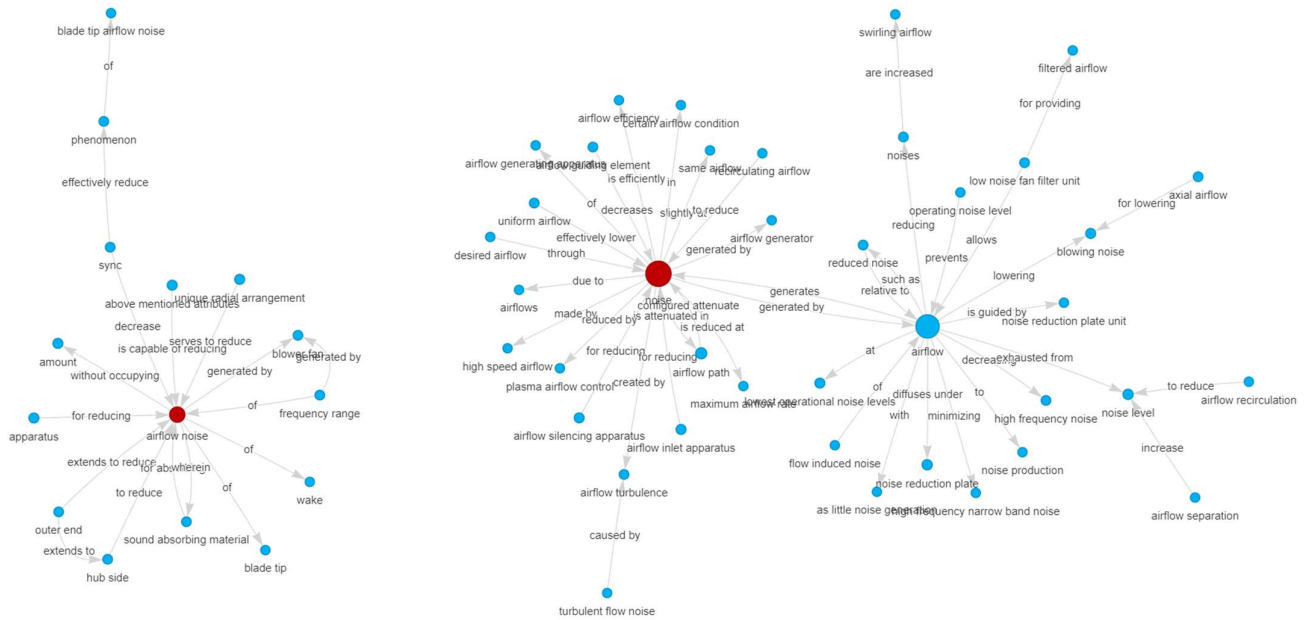 blade tip airflow noise
of
phenomenon
effectively reduce
sync
above mentioned attributes
unique radial arrangement
decrease
serves to reduce
is capable of reducing
amount
blower fan
generated by
without occupying
generated by
apparatus
for reducing
of
frequency range
airflow noise
extends to reduce
for absorbing
wherein
of
to reduce
of
wake
outer end
sound absorbing material
extends to
hub side
blade tip
airflow efficiency
certain airflow condition
airflow generating apparatus
airflow guiding element
same airflow
recirculating airflow
is efficiently
in
of
decreases
slightly at
to reduce
uniform airflow
effectively lower
generated by
airflow generator
desired airflow
through
due to
noise
airflows
configured attenuate
made by
reduced by
is attenuated in
is reduced at
generates
generated by
for reducing
for reducing
high speed airflow
airflow path
plasma airflow control
created by
maximum airflow rate
airflow silencing apparatus
airflow inlet apparatus
airflow turbulence
caused by
turbulent flow noise
swirling airflow
are increased
filtered airflow
for providing
noises
low noise fan filter unit
axial airflow
for lowering
operating noise level
reducing
allows
blowing noise
reduced noise
prevents
such as
relative to
lowering
is guided by
noise reduction plate unit
airflow
at
decreasing
exhausted from
lowest operational noise levels
of
diffuses under
to
to reduce
airflow recirculation
noise level
with
minimizing
high frequency noise
increase
flow induced noise
noise production
noise reduction plate
as little noise generation
high frequency narrow band noise
airflow separation